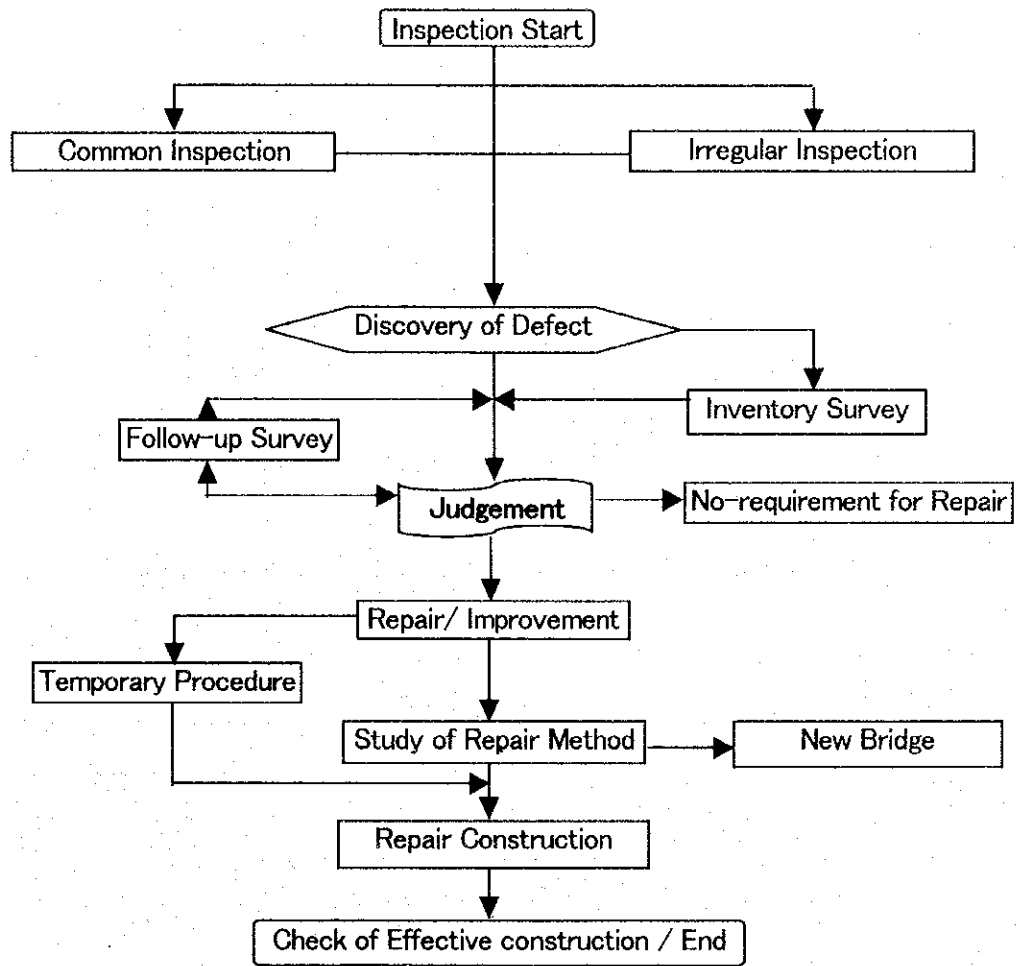 Inspection Start
Common Inspection
Irregular Inspection
Discovery of Defect
Inventory Survey
Follow-up Survey
Judgement
No-requirement for Repair
Repair/ Improvement
Temporary Procedure
Study of Repair Method
New Bridge
Repair Construction
Check of Effective construction / End